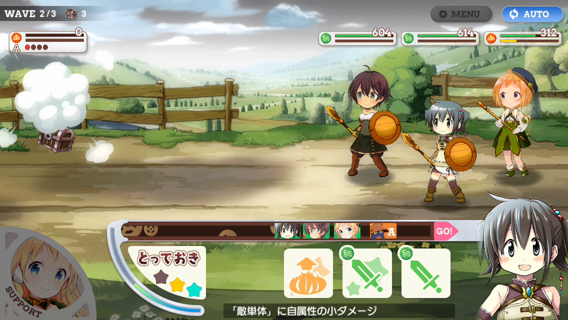 WAVE 2/3 3
MENU
AUTO
0
A
604
614
312
GO!
とっておき
SUPPORT
「敵単体」に自属性の小ダメージ